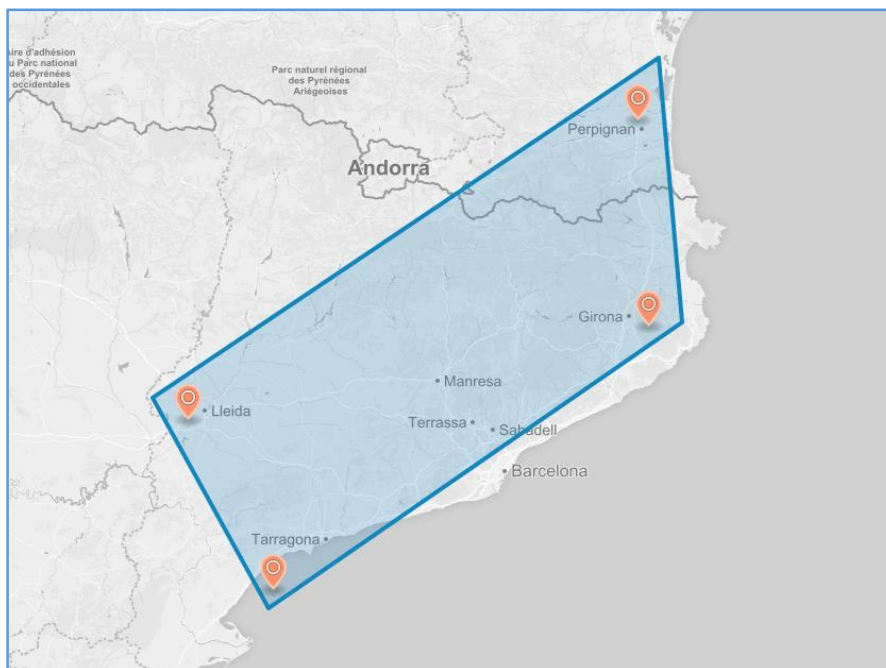 aire d'adhésion
du Parc national
des Pyrénées
occidentales
Parc naturel régional
des Pyrénées
Ariégeoises
Perpignan
Andorra
Girona
Manresa
Lleida
Terrassa
Sabadell
Barcelona
Tarragona